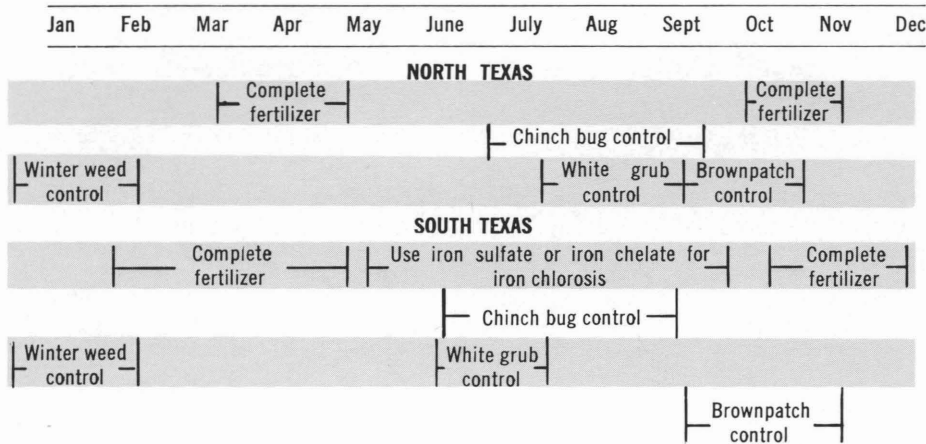 Jan Feb Mar Apr May June July Aug Sept Oct Nov Dec
NORTH TEXAS
Complete fertilizer
Complete fertilizer
Chinch bug control
Winter weed control
White grub control
Brownpatch control
SOUTH TEXAS
Complete fertilizer
Use iron sulfate or iron chelate for
iron chlorosis
Complete fertilizer
Chinch bug control
Winter weed control
White grub control
Brownpatch control